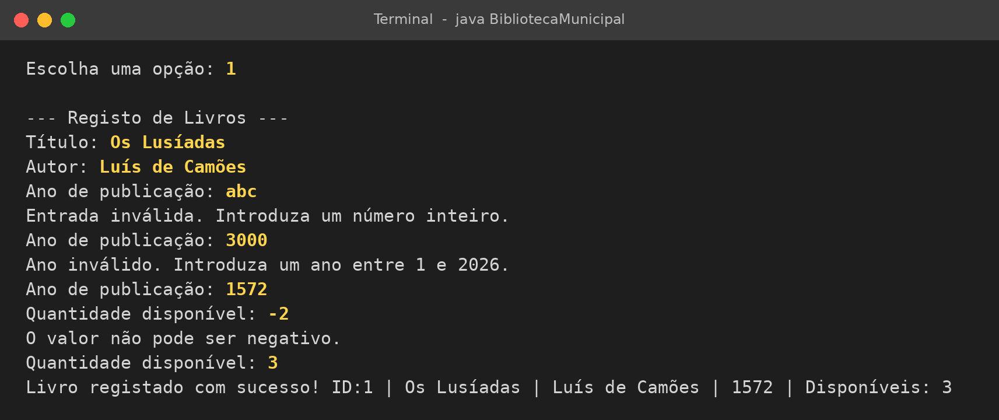 Terminal - java BibliotecaMunicipal
Escolha uma opção: 1
--- Registo de Livros ---
Título: Os Lusíadas
Autor: Luís de Camões
Ano de publicação: abc
Entrada inválida. Introduza um número inteiro.
Ano de publicação: 3000
Ano inválido. Introduza um ano entre 1 e 2026.
Ano de publicação: 1572
Quantidade disponível: -2
O valor não pode ser negativo.
Quantidade disponível: 3
Livro registado com sucesso! ID:1 | Os Lusíadas | Luís de Camões | 1572 | Disponíveis: 3